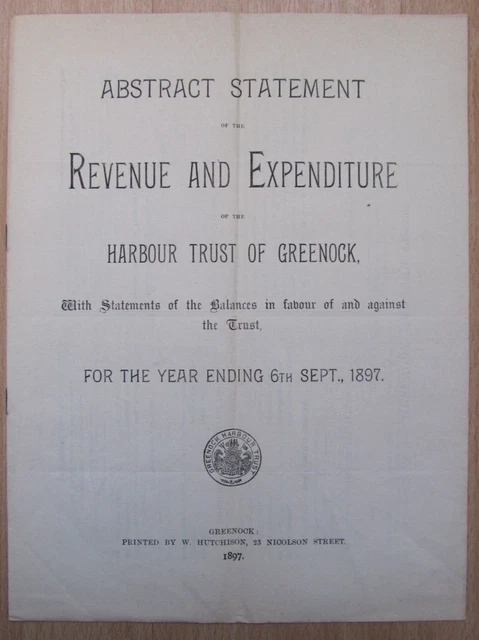 ABSTRACT STATEMENT
OF THE
REVENUE AND EXPENDITURE
OF THE
HARBOUR TRUST OF GREENOCK,
With Statements of the Balances in favour of and against
the Trust,
FOR THE YEAR ENDING 6TH SEPT., 1897.
GREENOCK HARBOUR TRUST
GREENOCK:
PRINTED BY W. HUTCHISON, 23 NICOLSON STREET.
1897.